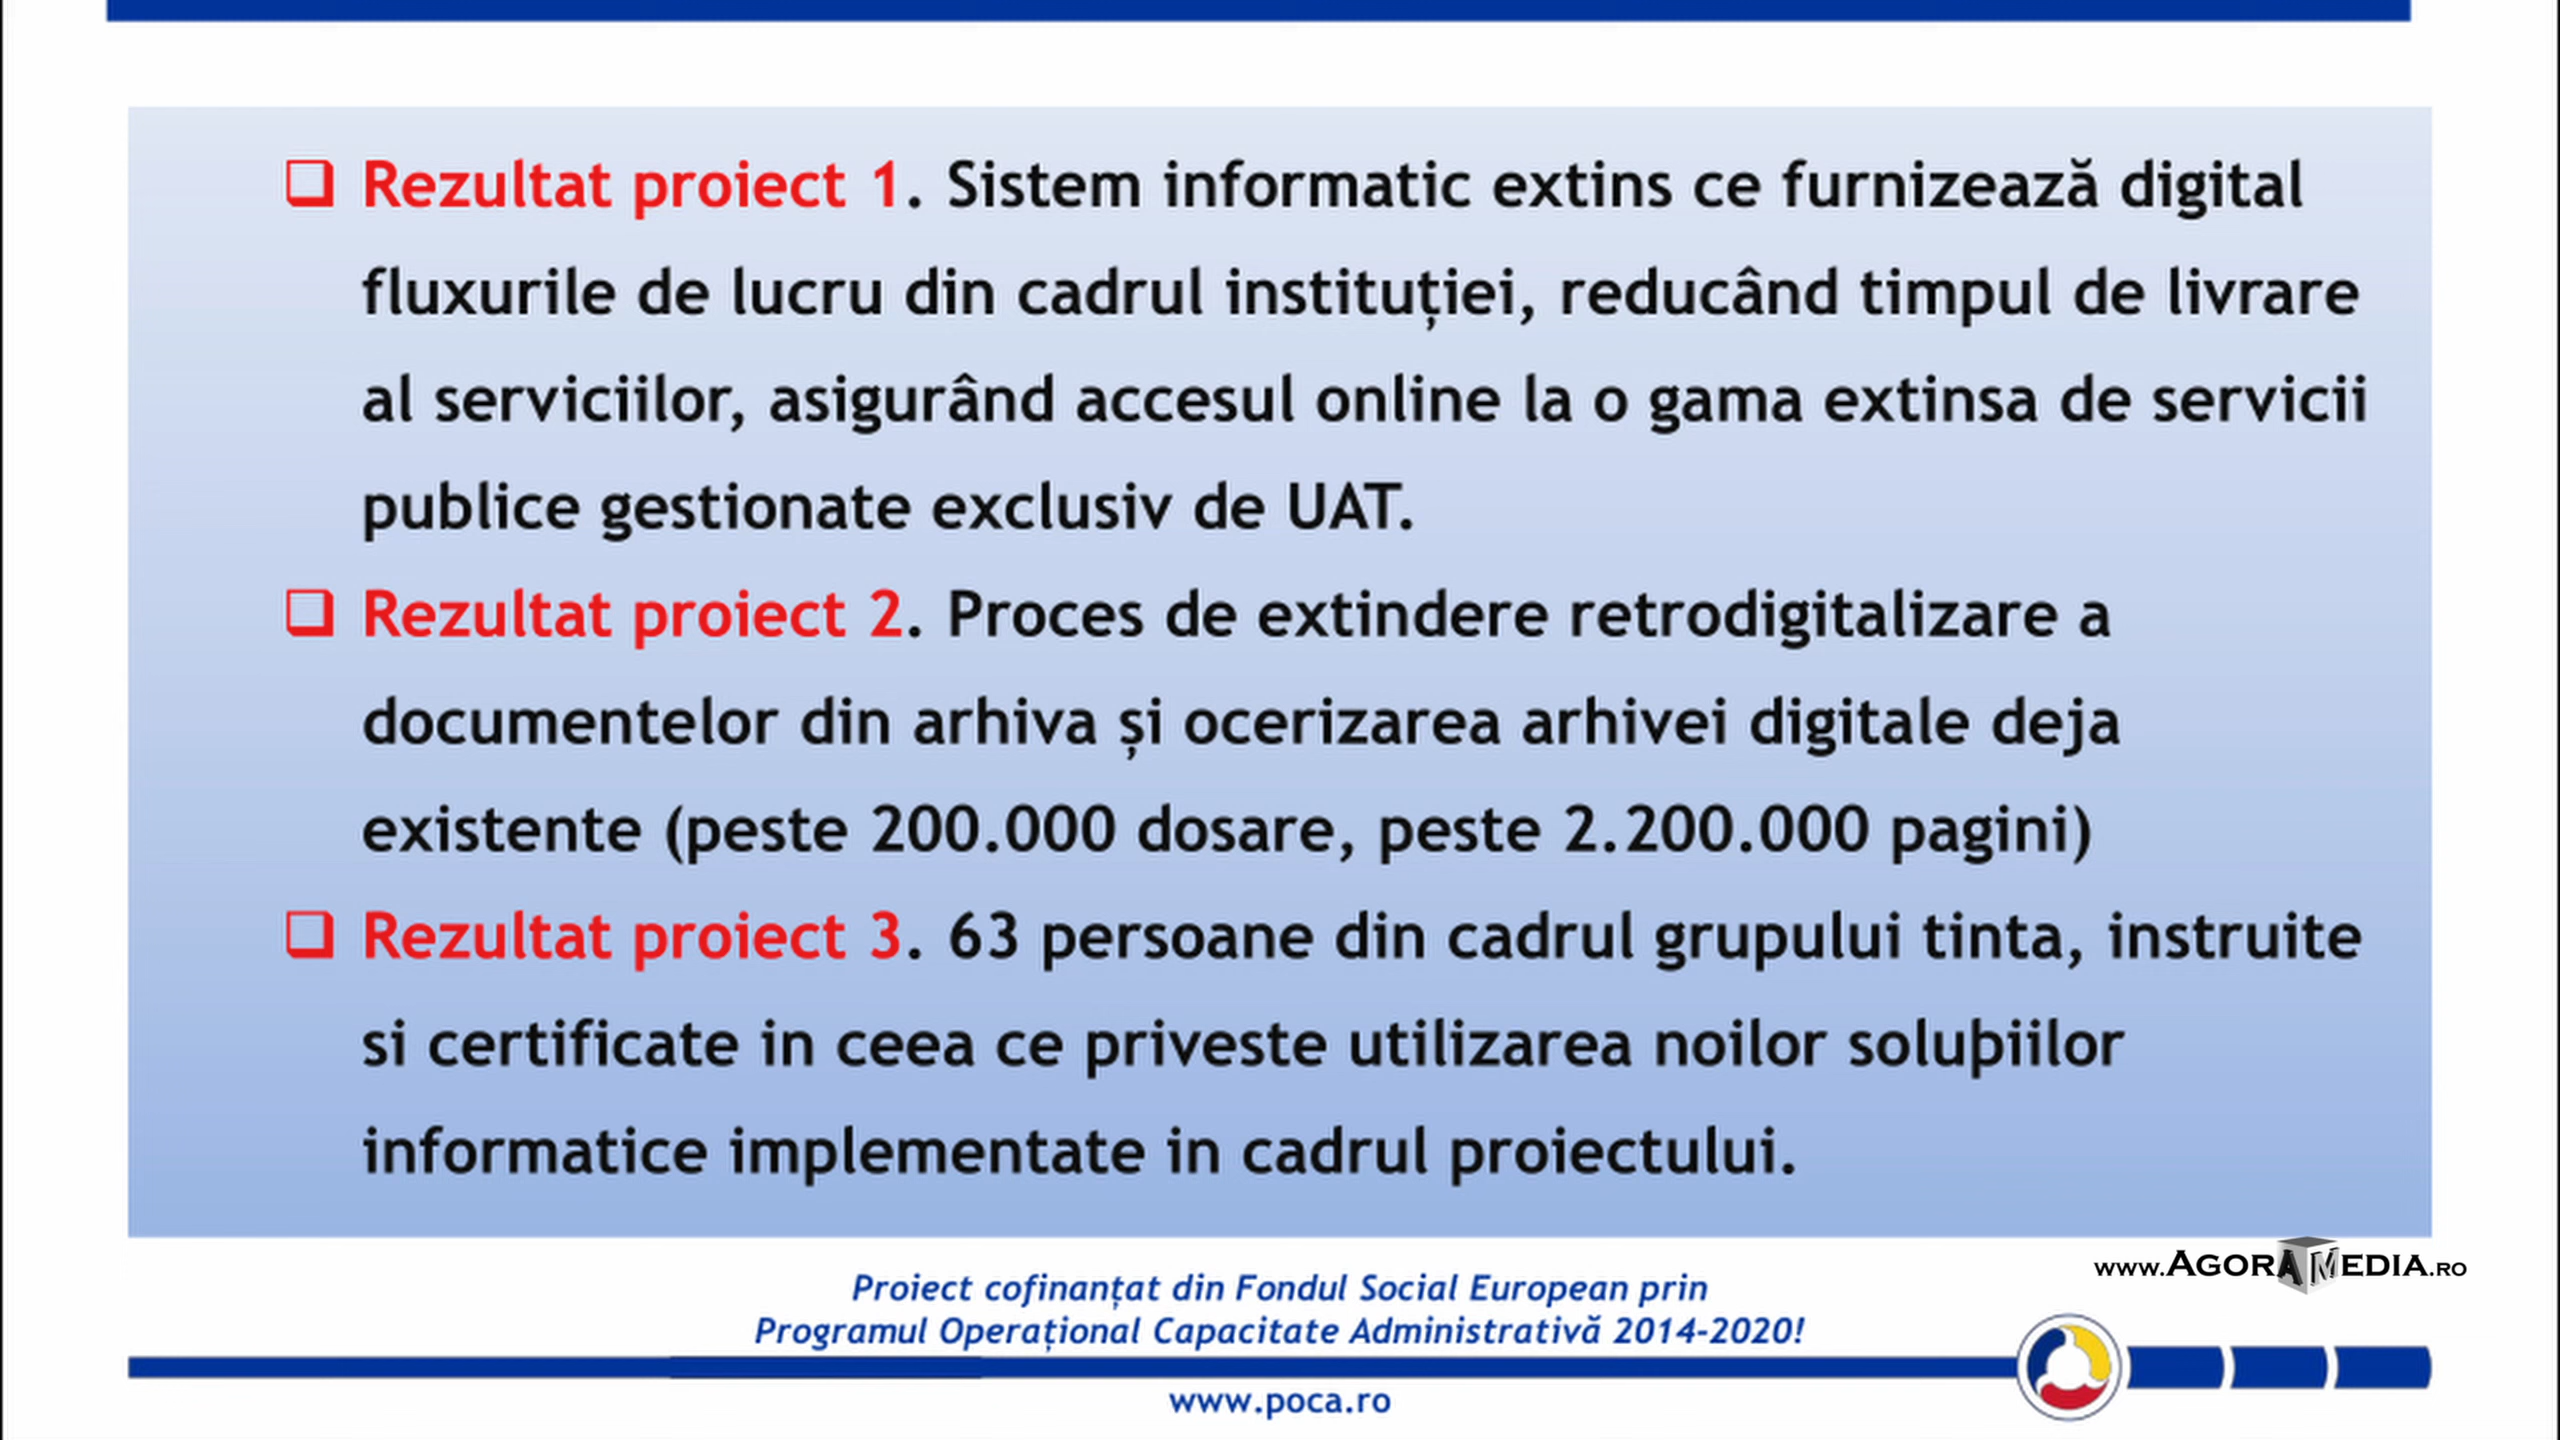 ❑ Rezultat proiect 1. Sistem informatic extins ce furnizează digital
fluxurile de lucru din cadrul instituției, reducând timpul de livrare
al serviciilor, asigurând accesul online la o gama extinsa de servicii
publice gestionate exclusiv de UAT.
❑ Rezultat proiect 2. Proces de extindere retrodigitalizare a
documentelor din arhiva și ocerizarea arhivei digitale deja
existente (peste 200.000 dosare, peste 2.200.000 pagini)
❑ Rezultat proiect 3. 63 persoane din cadrul grupului tinta, instruite
si certificate in ceea ce priveste utilizarea noilor soluþiilor
informatice implementate in cadrul proiectului.
www.AGORAMEDIA.RO
Proiect cofinanțat din Fondul Social European prin
Programul Operațional Capacitate Administrativă 2014-2020!
www.poca.ro